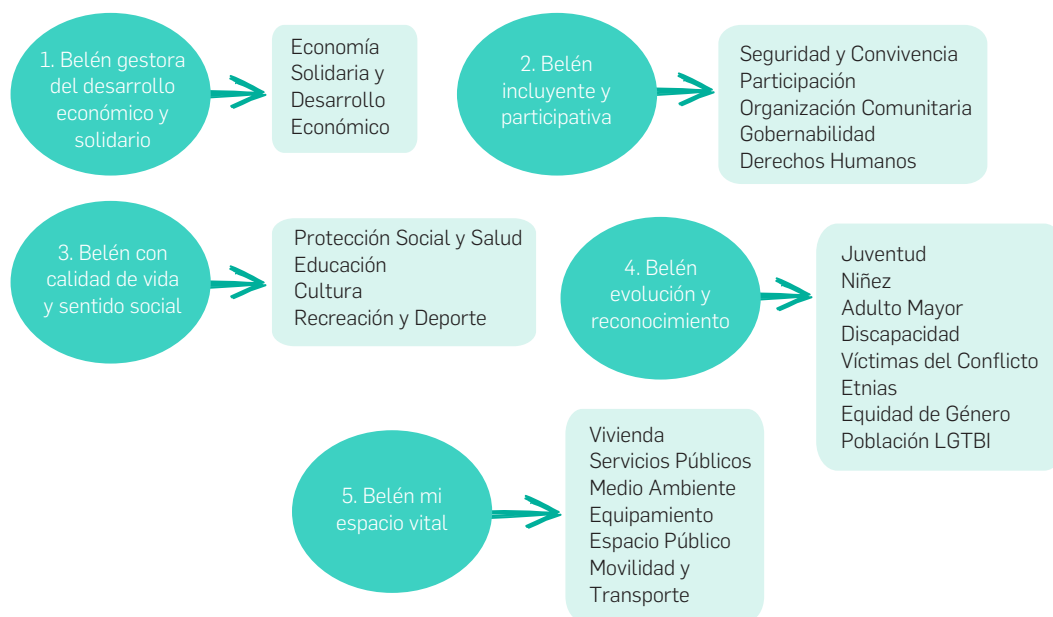 1. Belén gestora
del desarrollo
económico y
solidario
Economía
Solidaria y
Desarrollo
Económico
2. Belén
incluyente y
participativa
Seguridad y Convivencia
Participación
Organización Comunitaria
Gobernabilidad
Derechos Humanos
3. Belén con
calidad de vida
y sentido social
Protección Social y Salud
Educación
Cultura
Recreación y Deporte
4. Belén
evolución y
reconocimiento
Juventud
Niñez
Adulto Mayor
Discapacidad
Víctimas del Conflicto
Etnias
Equidad de Género
Población LGTBI
5. Belén mi
espacio vital
Vivienda
Servicios Públicos
Medio Ambiente
Equipamiento
Espacio Público
Movilidad y
Transporte